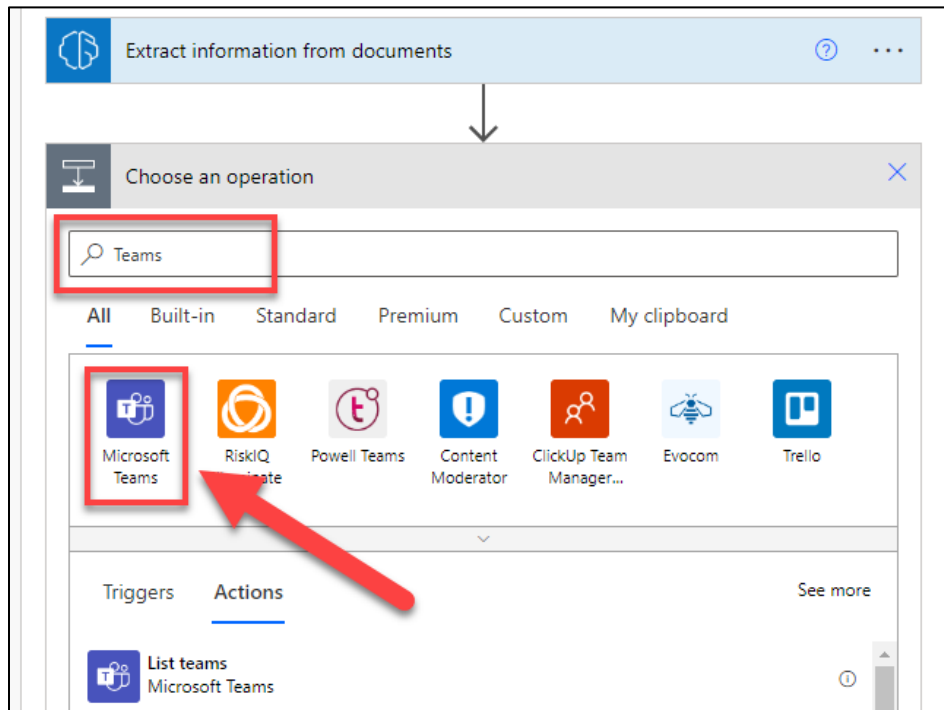 Extract information from documents
Choose an operation
Teams
All Built-in Standard Premium Custom My clipboard
Microsoft Teams
RiskIQ
Powell Teams
Content Moderator
ClickUp Team Manager...
Evocom
Trello
Triggers Actions See more
List teams
Microsoft Teams